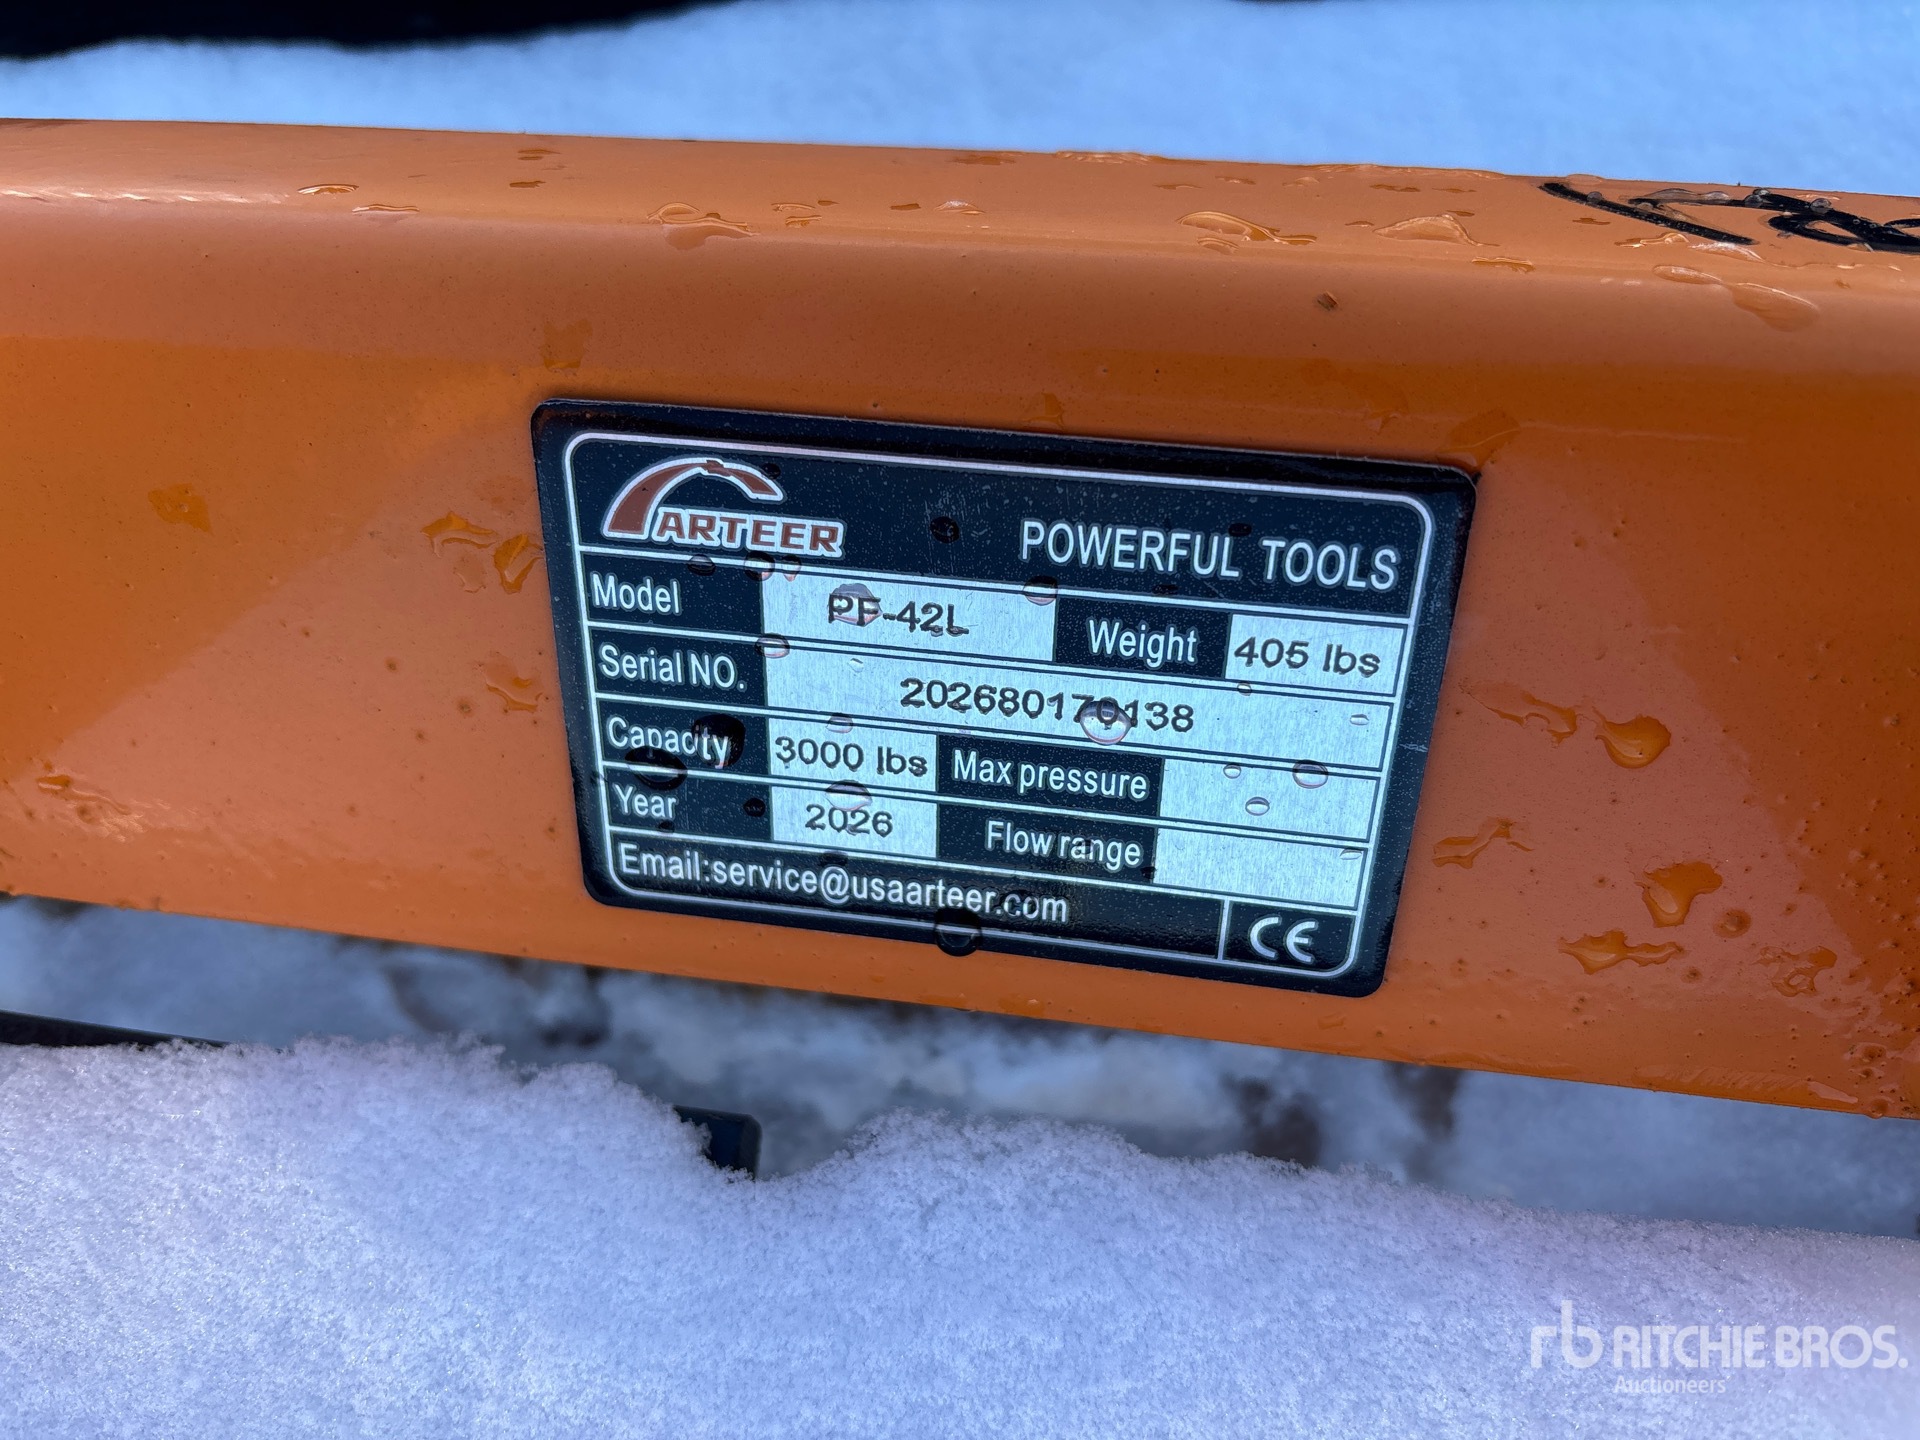 ARTEER POWERFUL TOOLS
Model PF-42L Weight 405 lbs
Serial NO. 202680170138
Capacity 3000 lbs Max pressure
Year 2026 Flow range
Email:service@usaarteer.com CE
rb RITCHIE BROS.
Auctioneers